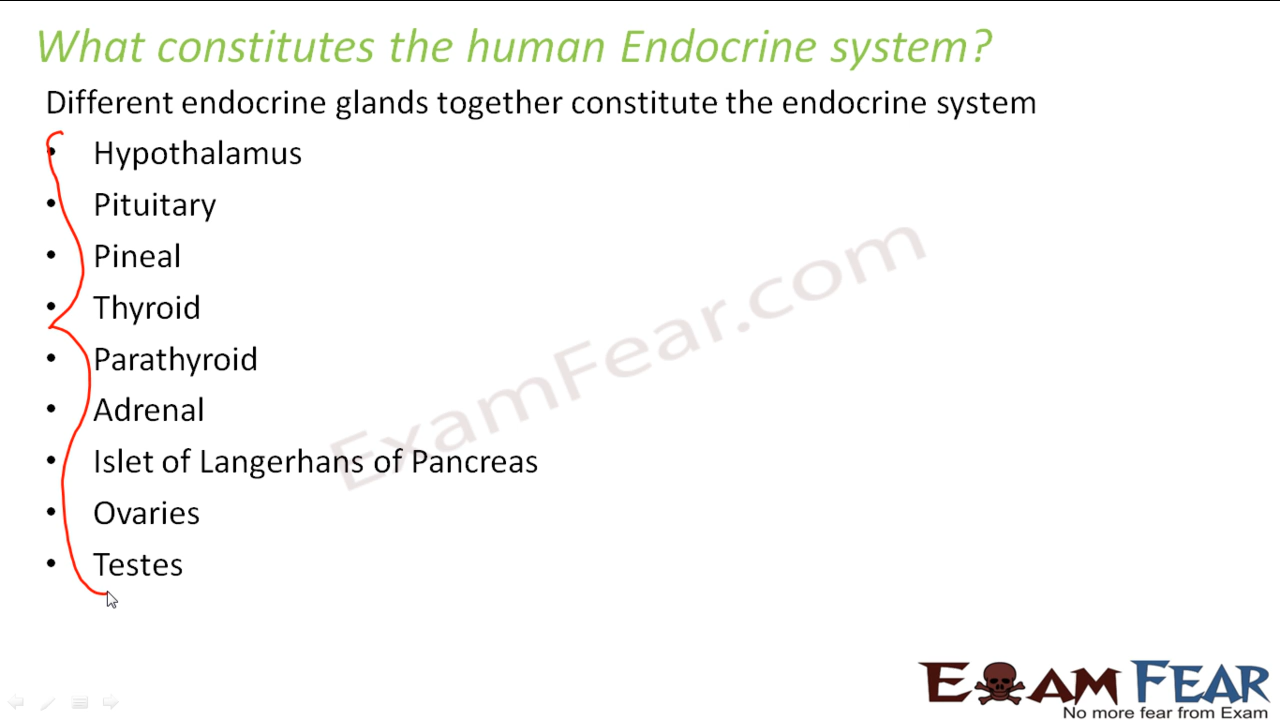 What constitutes the human Endocrine system?
Different endocrine glands together constitute the endocrine system
• Hypothalamus
• Pituitary
• Pineal
• Thyroid
• Parathyroid
• Adrenal
• Islet of Langerhans of Pancreas
• Ovaries
• Testes
ExamFear.com
EXAM FEAR
No more fear from Exam